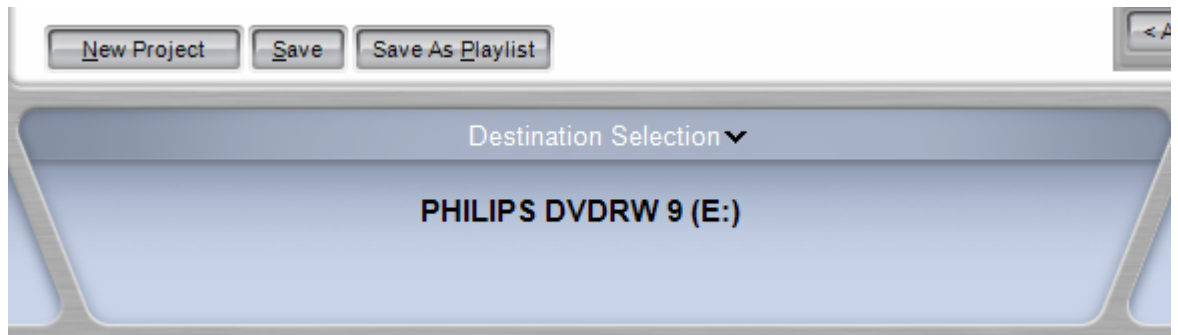 New Project Save Save As Playlist < A
Destination Selection
PHILIPS DVDRW 9 (E:)